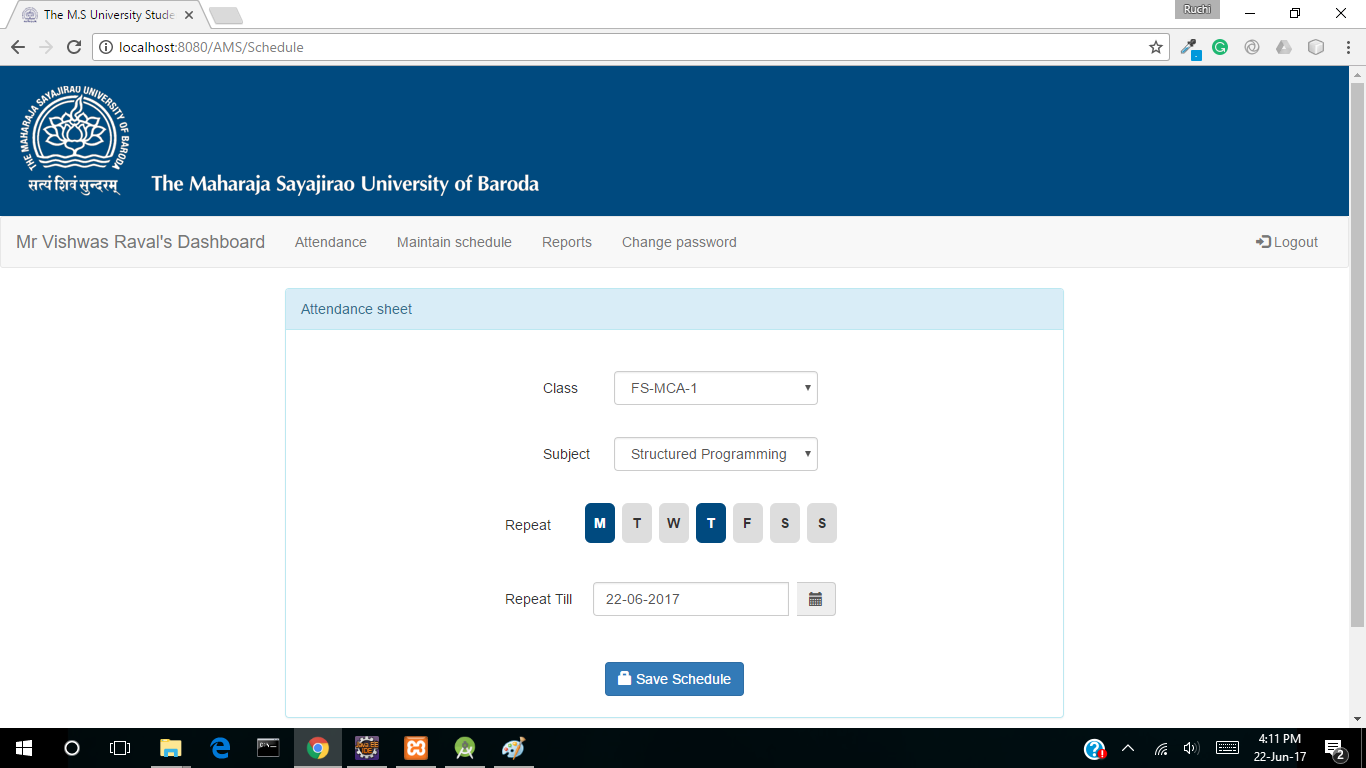 The M.S University Stude
Ruchi
localhost:8080/AMS/Schedule
THE MAHARAJA SAYAJIRAO UNIVERSITY OF BARODA
सत्यं शिवं सुन्दरम्
The Maharaja Sayajirao University of Baroda
Mr Vishwas Raval's Dashboard Attendance Maintain schedule Reports Change password Logout
Attendance sheet
Class FS-MCA-1
Subject Structured Programming
Repeat M T W T F S S
Repeat Till 22-06-2017
Save Schedule
4:11 PM
22-Jun-17
2